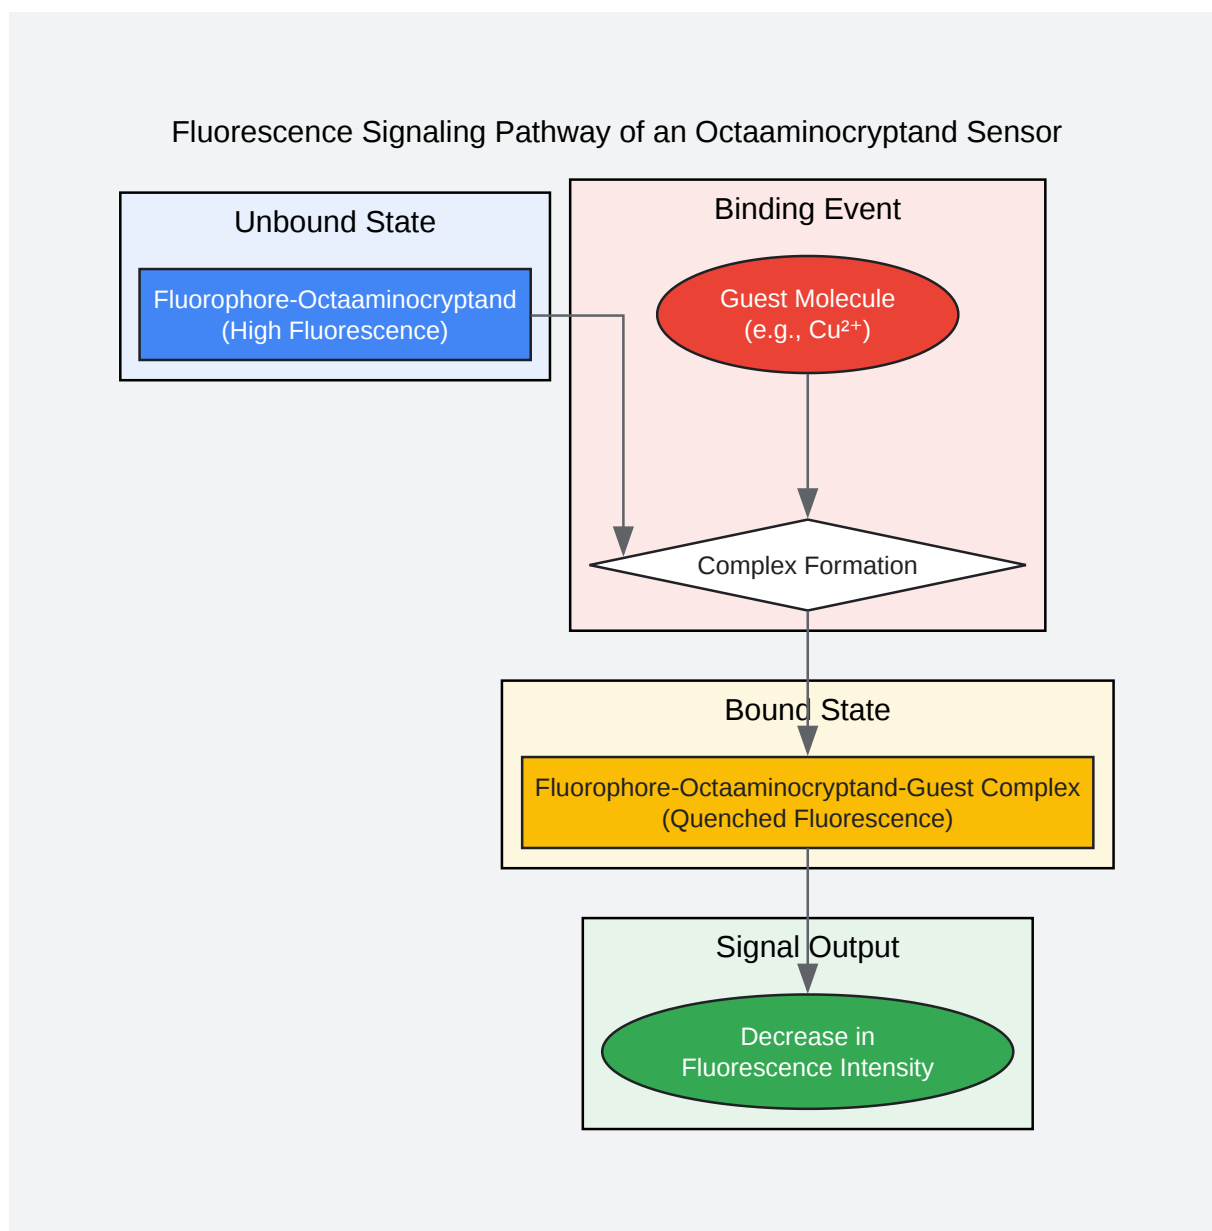 Fluorescence Signaling Pathway of an Octaaminocryptand Sensor
Unbound State
Fluorophore-Octaaminocryptand
(High Fluorescence)
Binding Event
Guest Molecule
(e.g., Cu²⁺)
Complex Formation
Bound State
Fluorophore-Octaaminocryptand-Guest Complex
(Quenched Fluorescence)
Signal Output
Decrease in
Fluorescence Intensity